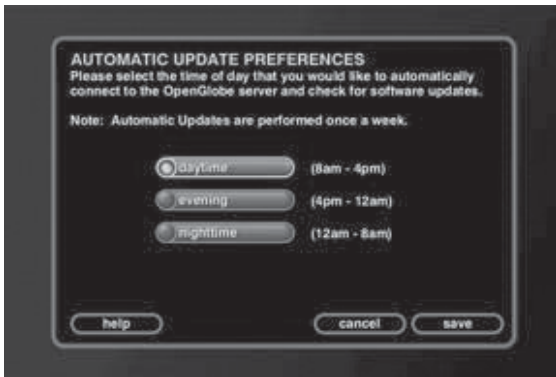 AUTOMATIC UPDATE PREFERENCES
Please select the time of day that you would like to automatically
connect to the OpenGlobe server and check for software updates.
Note: Automatic Updates are performed once a week.
daytime (8am - 4pm)
evening (4pm - 12am)
nighttime (12am - 8am)
help cancel save